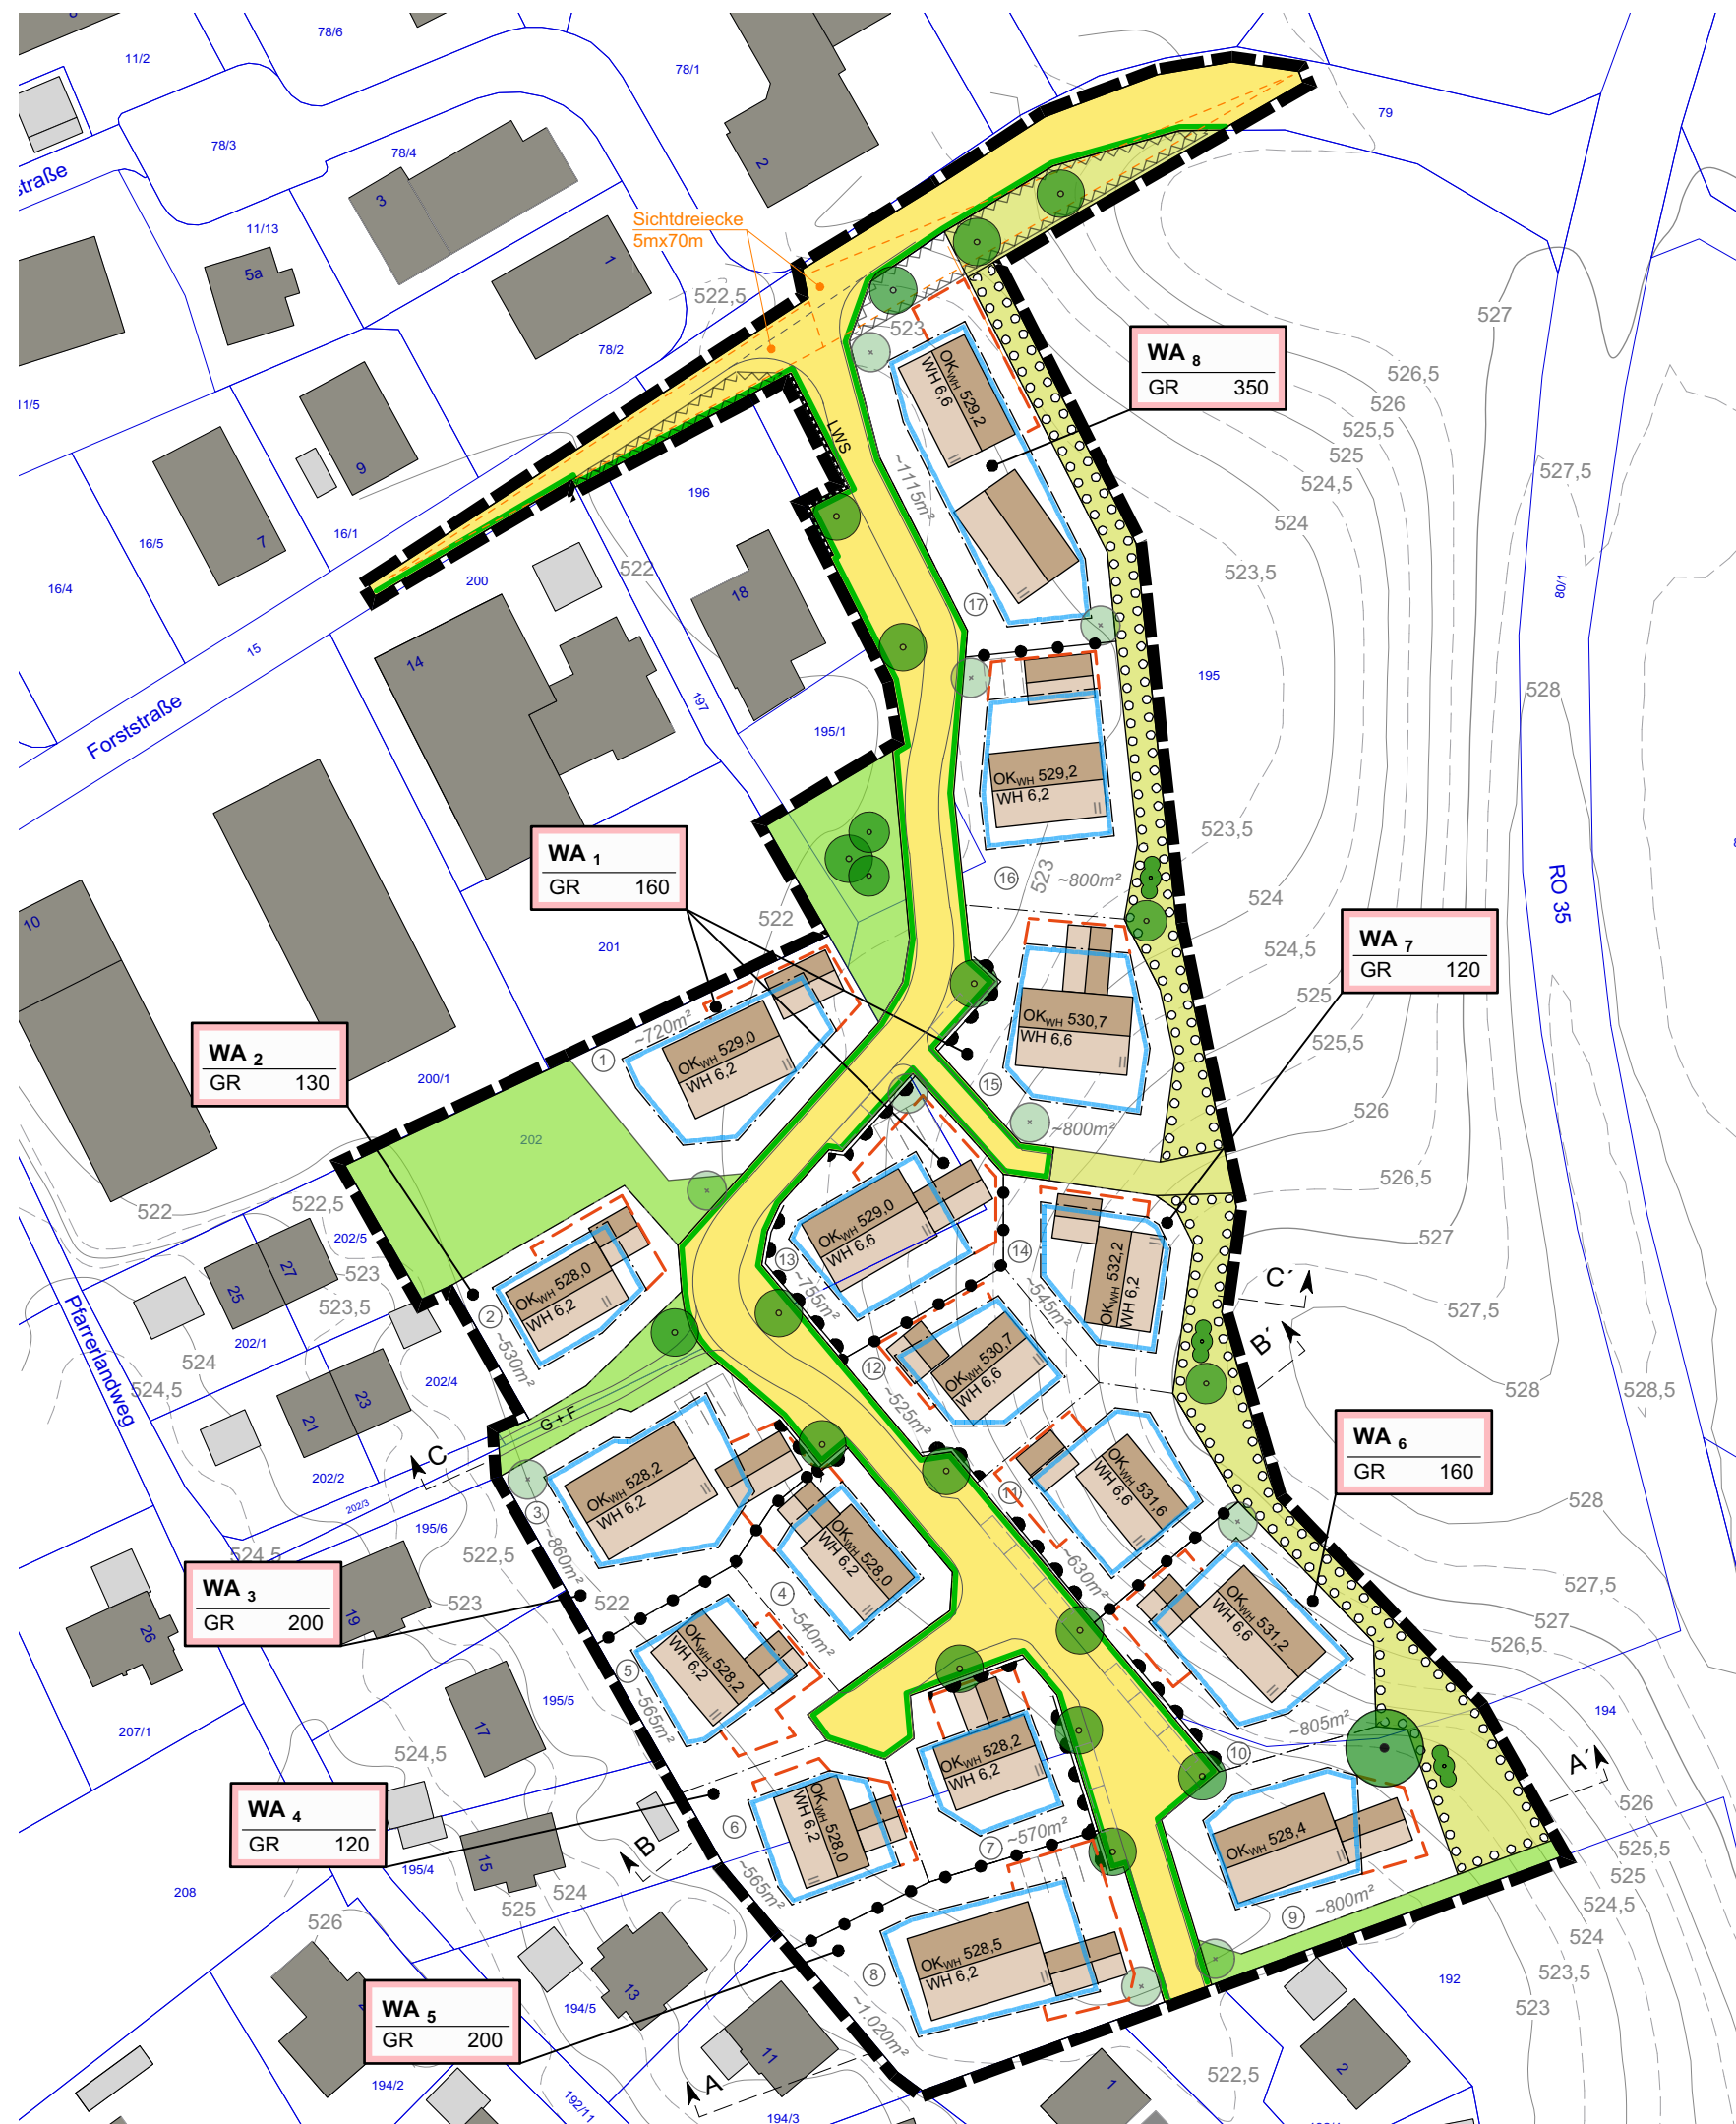 78/6
11/2
78/1
79
78/3
78/4
straße
3
2
11/13
Sichtdreiecke
5mx70m
5a
1
522,5
523
527
78/2
WA 8
GR 350
OKWH 529,2
WH 6,6
526,5
526
525,5
525
524,5
11/5
LWS
9
~1115m²
527,5
196
16/1
524
16/5
7
522
523,5
16/4
200
18
17
80/1
15
14
195
197
528
Forststraße
195/1
OKWH 529,2
WH 6,2
523,5
WA 1
GR 160
16
523
~800m²
RO 35
524
10
522
201
524,5
WA 7
GR 120
~720m²
OKWH 529,0
WH 6,2
OKWH 530,7
WH 6,6
525
525,5
1
WA 2
GR 130
200/1
15
526
~800m²
202
526,5
522
522,5
202/5
527
25
27
OKWH 528,0
WH 6,2
OKWH 529,0
WH 6,6
13
14
OKWH 532,2
WH 6,2
523
523,5
C´
527,5
2
~755m²
~545m²
B´
202/1
Pfarrerlandweg
524
524,5
~530m²
12
OKWH 530,7
WH 6,6
202/4
23
21
528
528,5
G+F
~525m²
C
202/2
WA 6
GR 160
OKWH 528,2
WH 6,2
OKWH 531,6
WH 6,6
11
202/3
3
195/6
528
524,5
522,5
~860m²
OKWH 528,0
WH 6,2
~630m²
527,5
WA 3
GR 200
523
522
4
19
26
OKWH 531,2
WH 6,6
527
526,5
~540m²
OKWH 528,2
WH 6,2
5
195/5
~565m²
207/1
17
194
~805m²
524,5
OKWH 528,2
WH 6,2
10
A´
WA 4
GR 120
6
OKWH 528,0
WH 6,2
526
OKWH 528,4
7
~570m²
B
525,5
15
195/4
525
208
524
~565m²
~800m²
9
524,5
525
526
524
OKWH 528,5
WH 6,2
523,5
8
192
13
WA 5
GR 200
194/5
523
~1.020m²
11
2
522,5
A
1
194/2
192/11
194/3